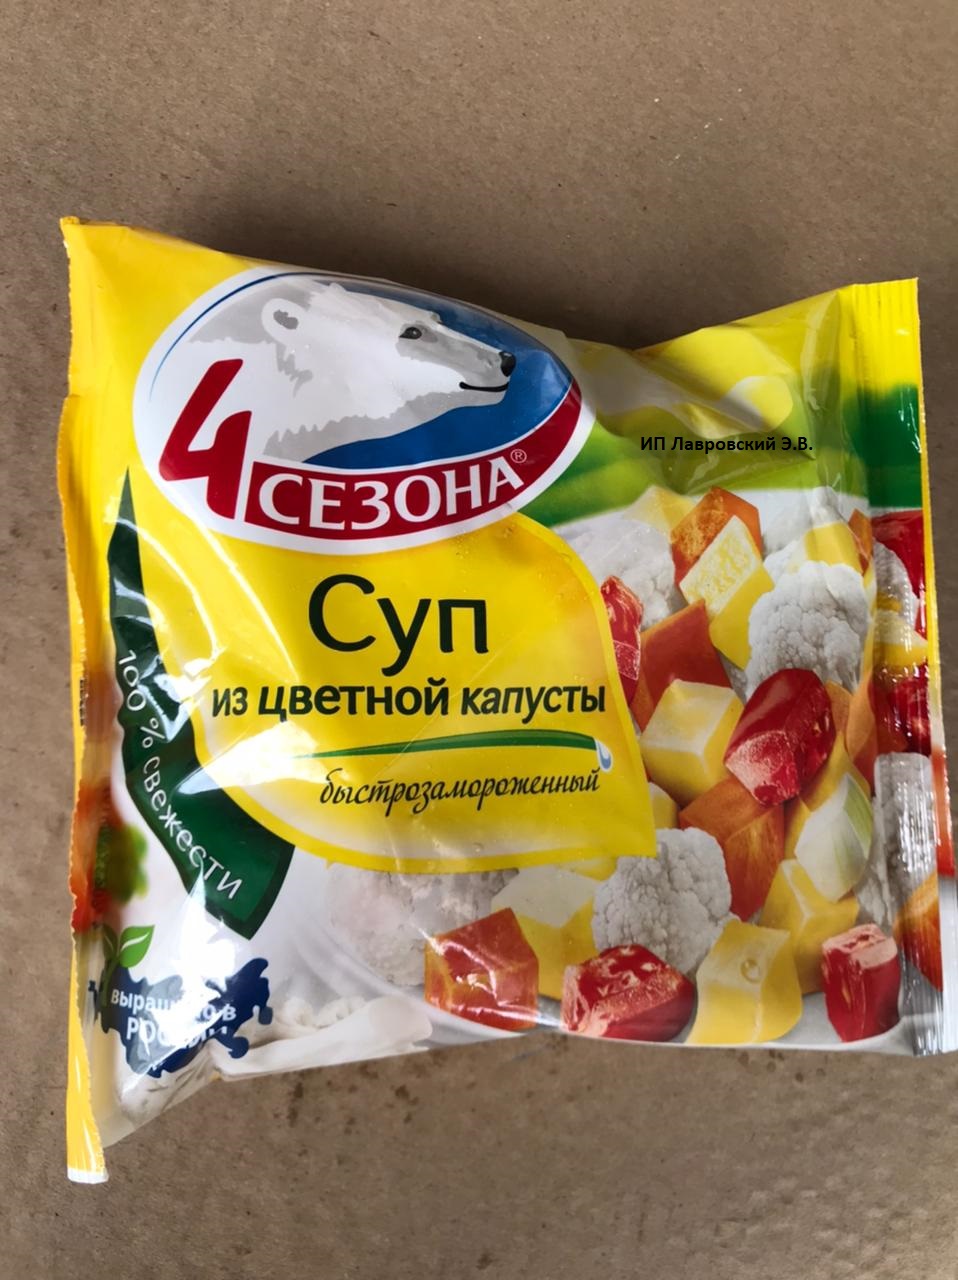 4 СЕЗОНА®
ИП Лавровский Э.В.
Суп
из цветной капусты
быстрозамороженный
100 % свежести
в